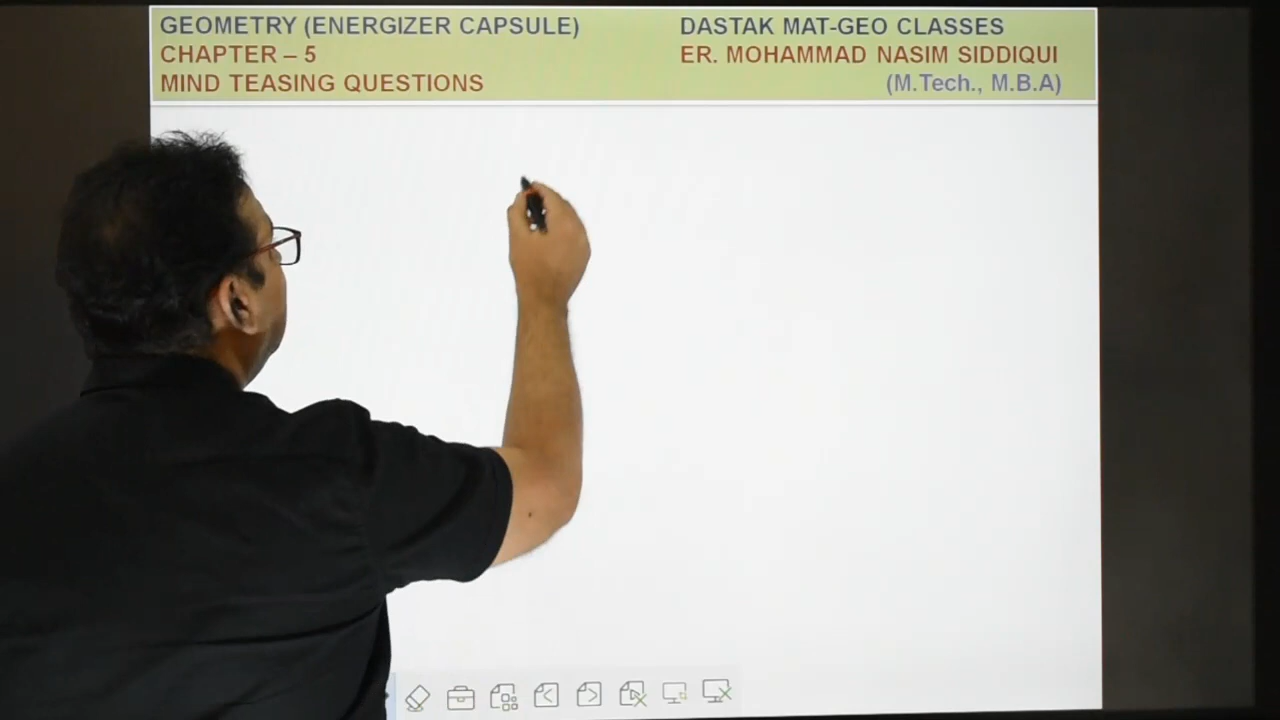 GEOMETRY (ENERGIZER CAPSULE)
CHAPTER – 5
MIND TEASING QUESTIONS
DASTAK MAT-GEO CLASSES
ER. MOHAMMAD NASIM SIDDIQUI
(M.Tech., M.B.A)